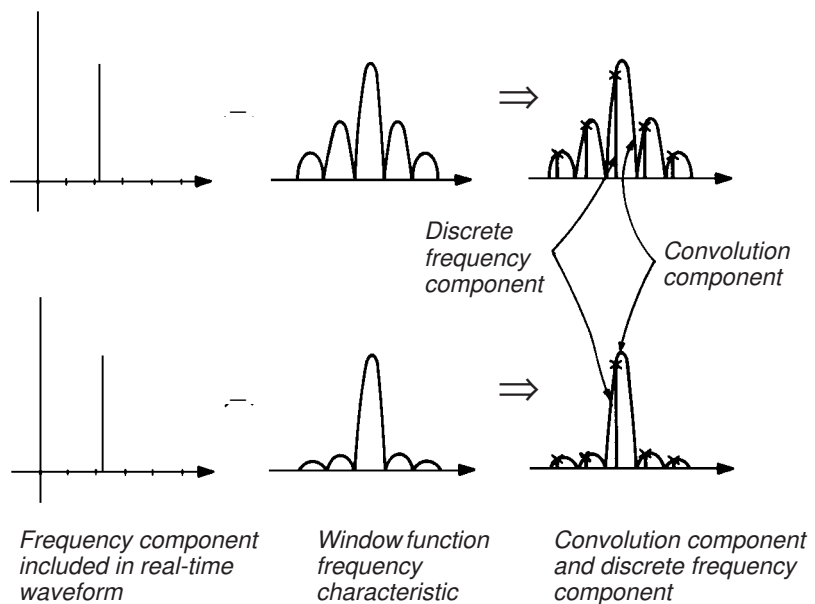 Discrete
frequency
component
Convolution
component
Frequency component
included in real-time
waveform
Window function
frequency
characteristic
Convolution component
and discrete frequency
component